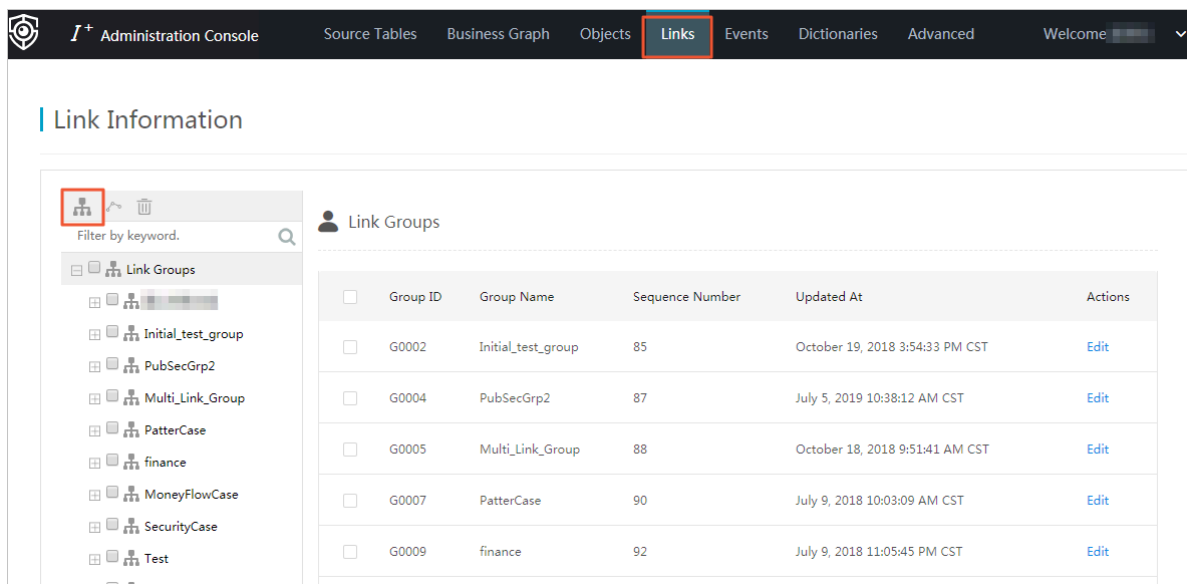 I+ Administration Console Source Tables Business Graph Objects Links Events Dictionaries Advanced Welcome
Link Information
Filter by keyword.
Link Groups
Initial_test_group
PubSecGrp2
Multi_Link_Group
PatterCase
finance
MoneyFlowCase
SecurityCase
Test
Link Groups
Group ID Group Name Sequence Number Updated At Actions
G0002 Initial_test_group 85 October 19, 2018 3:54:33 PM CST Edit
G0004 PubSecGrp2 87 July 5, 2019 10:38:12 AM CST Edit
G0005 Multi_Link_Group 88 October 18, 2018 9:51:41 AM CST Edit
G0007 PatterCase 90 July 9, 2018 10:03:09 AM CST Edit
G0009 finance 92 July 9, 2018 11:05:45 PM CST Edit